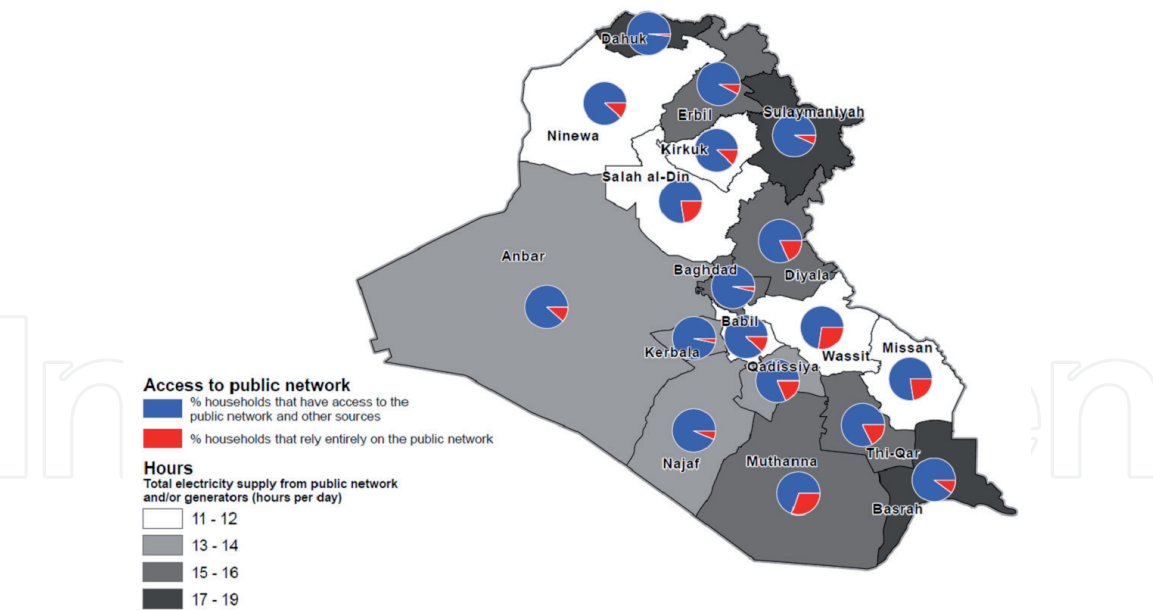 Dahuk
Erbil
Sulaymaniyah
Ninewa
Kirkuk
Salah al-Din
Anbar
Baghdad
Diyala
Babil
Kerbala
Wassit
Missan
Qadissiya
Najaf
Muthanna
Thi-Qar
Basrah
Access to public network
% households that have access to the
public network and other sources
% households that rely entirely on the public network
Hours
Total electricity supply from public network
and/or generators (hours per day)
11 - 12
13 - 14
15 - 16
17 - 19